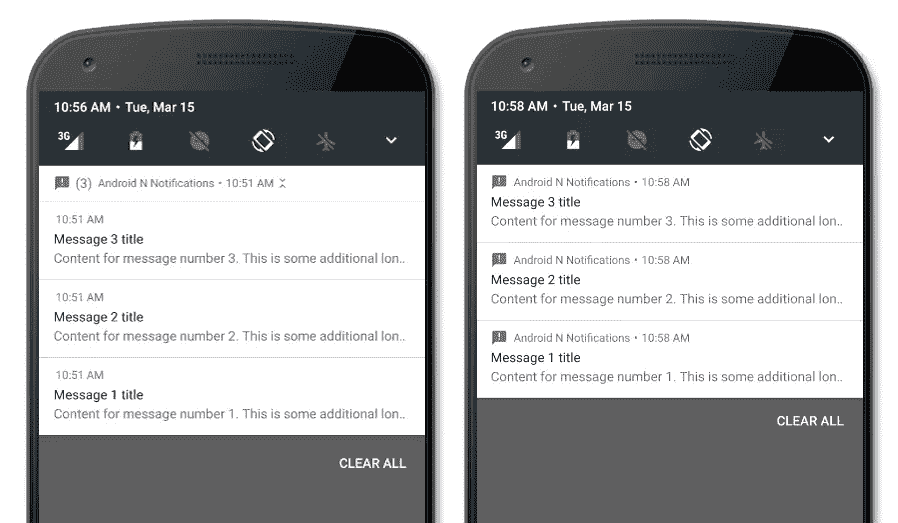 10:56 AM • Tue, Mar 15
3G
(3) Android N Notifications • 10:51 AM
10:51 AM
Message 3 title
Content for message number 3. This is some additional lon..
10:51 AM
Message 2 title
Content for message number 2. This is some additional lon..
10:51 AM
Message 1 title
Content for message number 1. This is some additional lon..
CLEAR ALL
10:58 AM • Tue, Mar 15
3G
Android N Notifications • 10:58 AM
Message 3 title
Content for message number 3. This is some additional lon..
Android N Notifications • 10:58 AM
Message 2 title
Content for message number 2. This is some additional lon..
Android N Notifications • 10:58 AM
Message 1 title
Content for message number 1. This is some additional lon..
CLEAR ALL